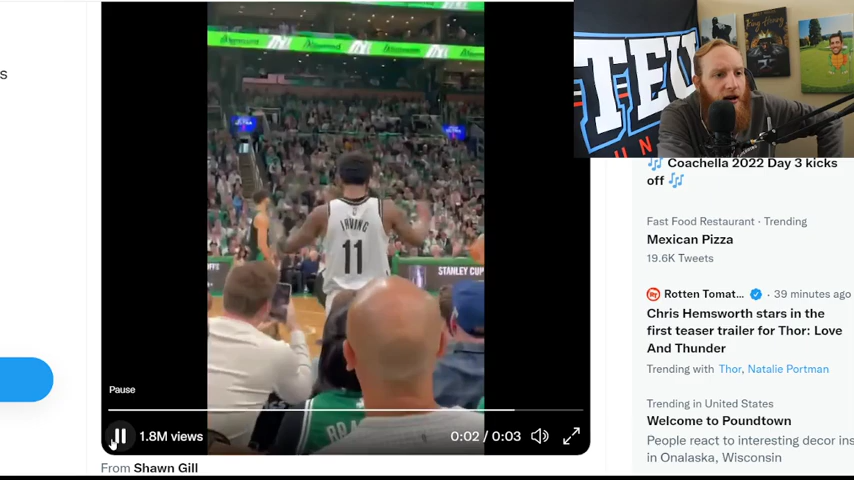 s
IRVING
11
STANLEY CUP
Pause
1.8M views
0:02 / 0:03
From Shawn Gill
TEU
UN
Coachella 2022 Day 3 kicks
off
Fast Food Restaurant · Trending
Mexican Pizza
19.6K Tweets
Rotten Tomat... · 39 minutes ago
Chris Hemsworth stars in the
first teaser trailer for Thor: Love
And Thunder
Trending with Thor, Natalie Portman
Trending in United States
Welcome to Poundtown
People react to interesting decor ins
in Onalaska, Wisconsin